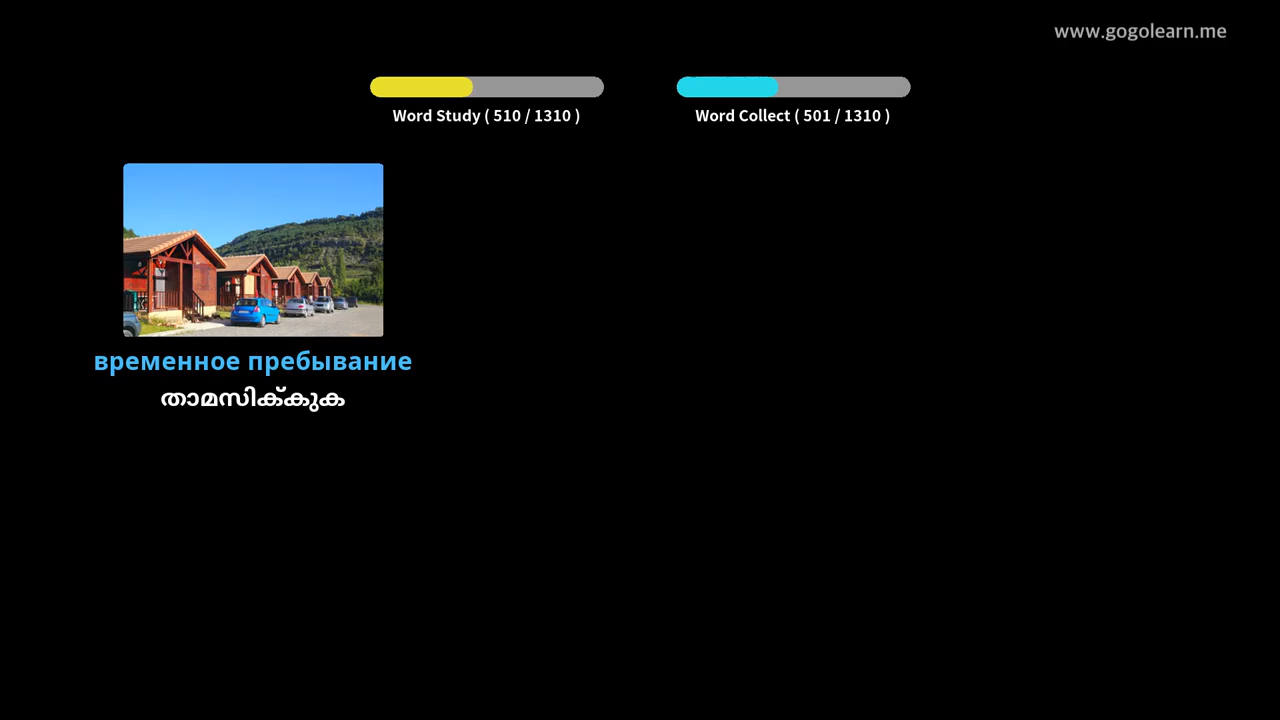 www.gogolearn.me
Word Study ( 510 / 1310 )
Word Collect ( 501 / 1310 )
временное пребывание
താമസിക്കുക